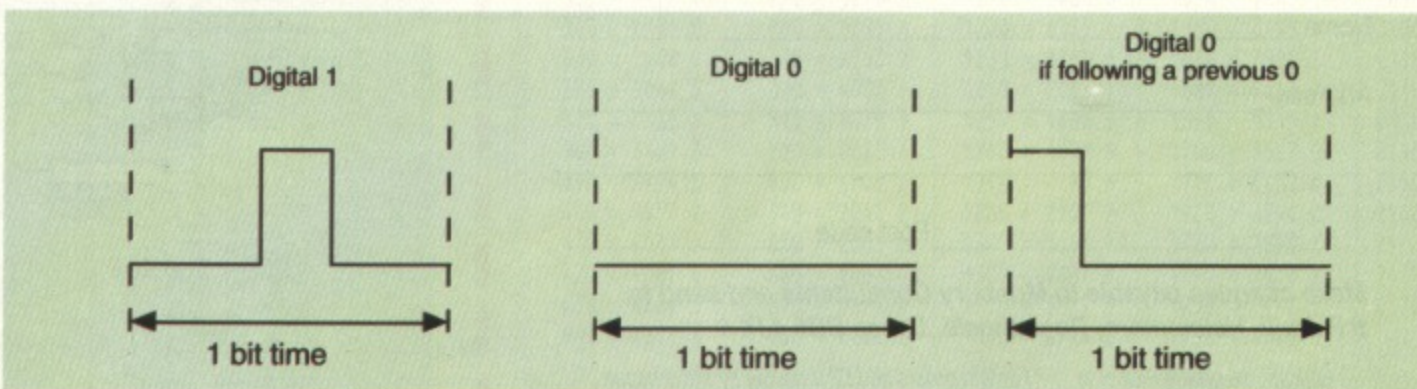 Digital 1
Digital 0
Digital 0
if following a previous 0
1 bit time
1 bit time
1 bit time